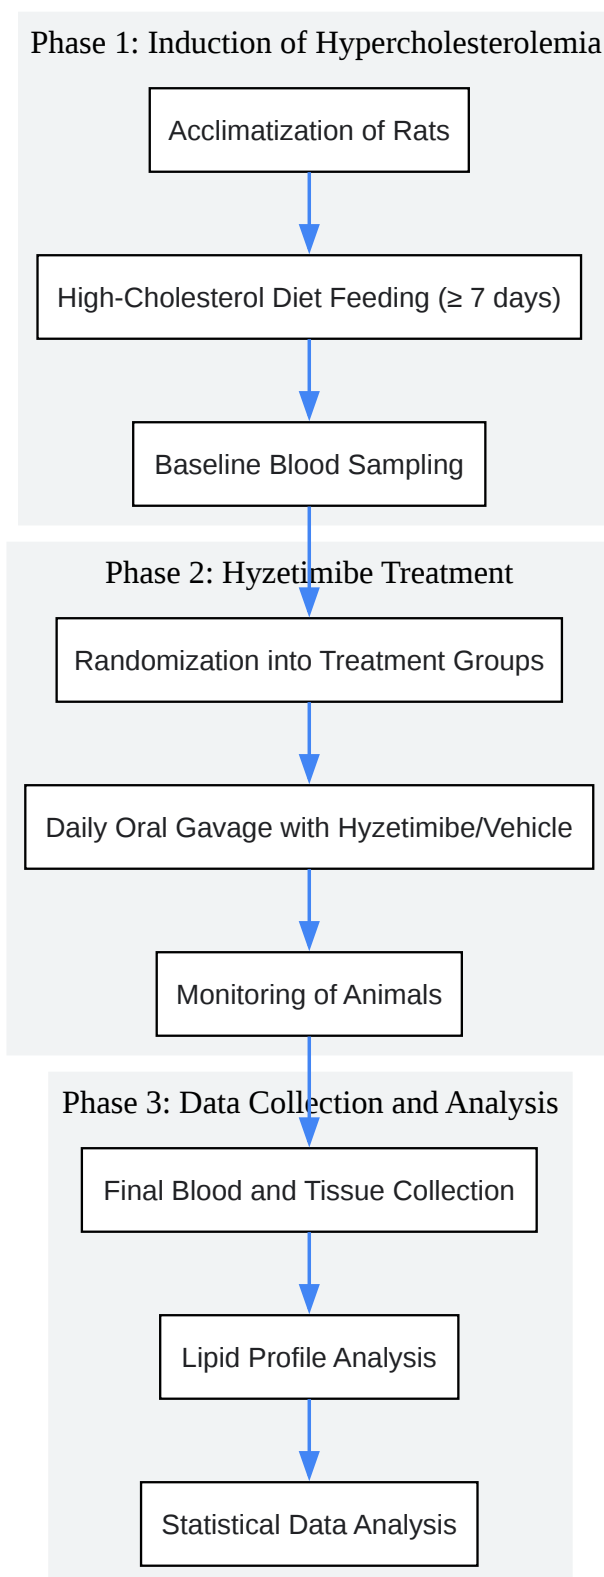 Phase 1: Induction of Hypercholesterolemia
Acclimatization of Rats
High-Cholesterol Diet Feeding (≥ 7 days)
Baseline Blood Sampling
Phase 2: Hyzetimibe Treatment
Randomization into Treatment Groups
Daily Oral Gavage with Hyzetimibe/Vehicle
Monitoring of Animals
Phase 3: Data Collection and Analysis
Final Blood and Tissue Collection
Lipid Profile Analysis
Statistical Data Analysis